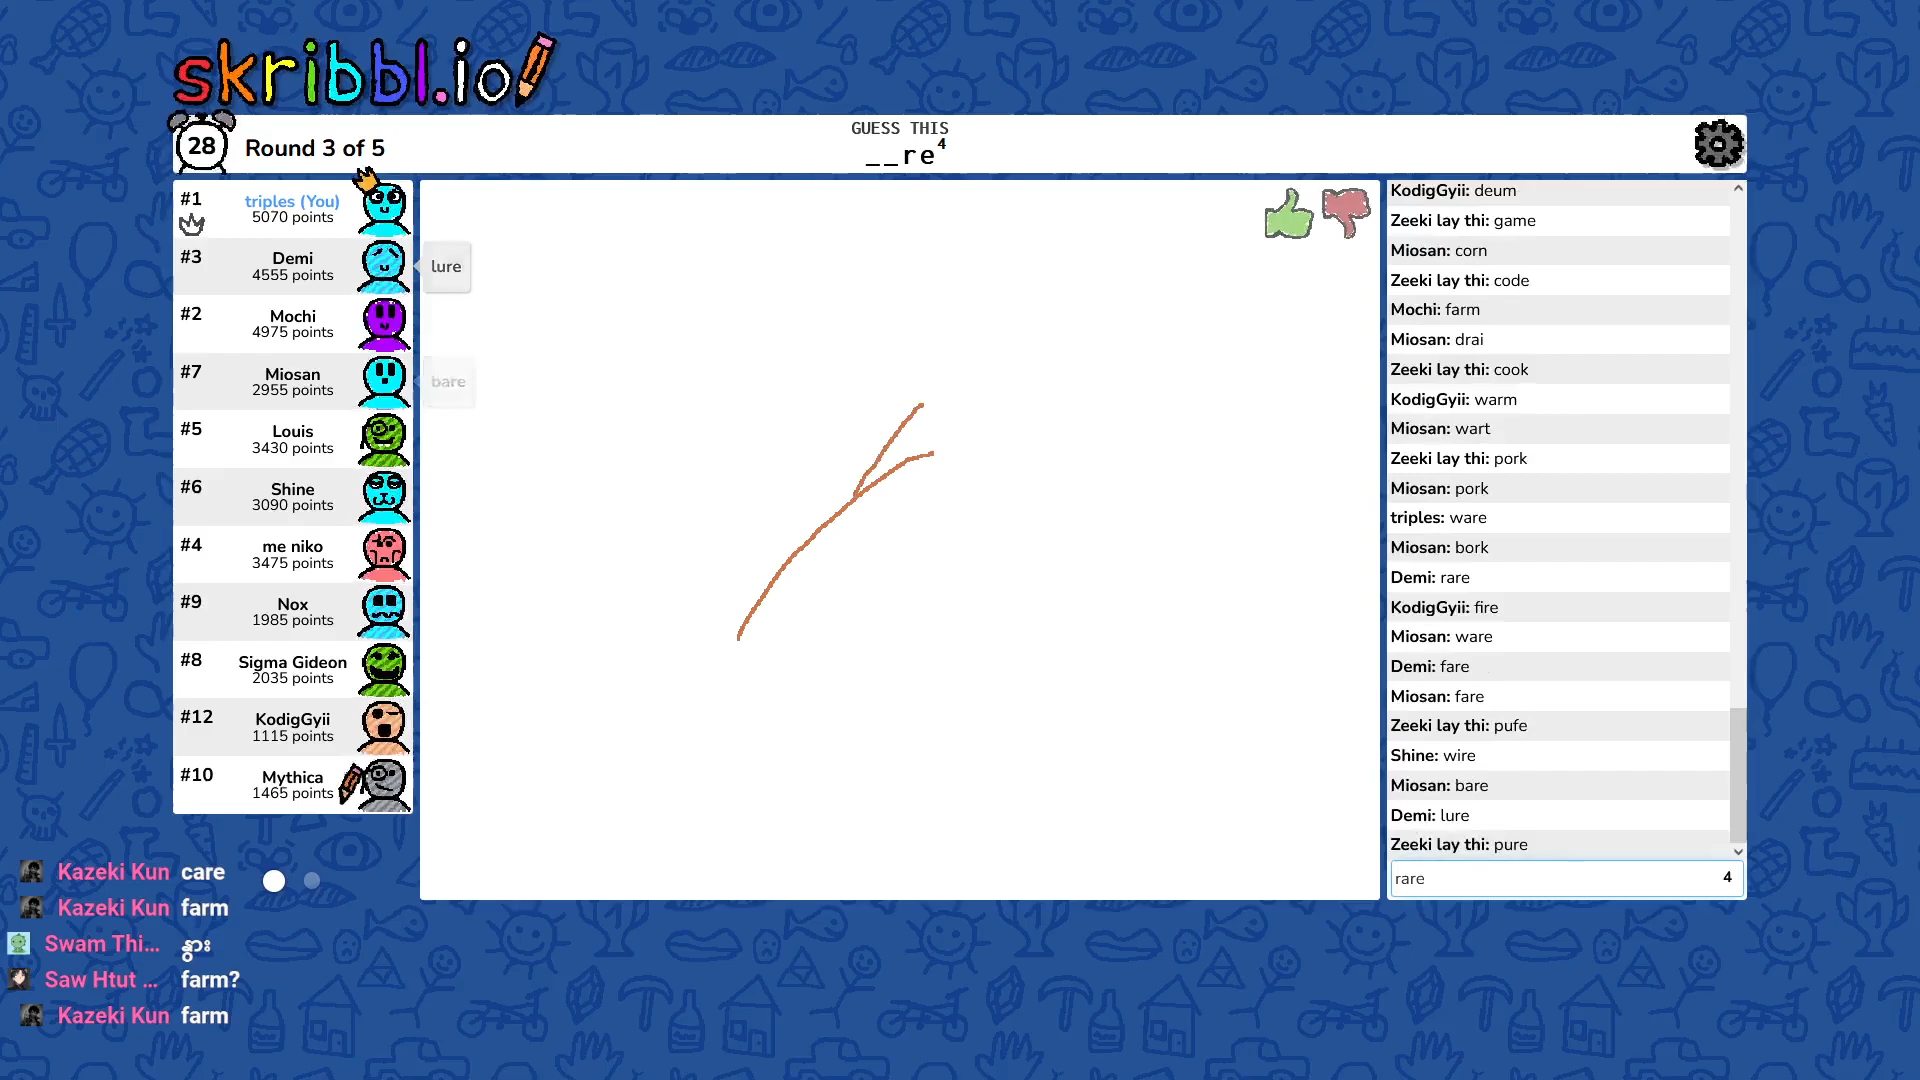 skribbl.io
28
Round 3 of 5
GUESS THIS
__re 4
#1 triples (You)
5070 points
#3 Demi
4555 points
lure
#2 Mochi
4975 points
#7 Miosan
2955 points
bare
#5 Louis
3430 points
#6 Shine
3090 points
#4 me niko
3475 points
#9 Nox
1985 points
#8 Sigma Gideon
2035 points
#12 KodigGyii
1115 points
#10 Mythica
1465 points
KodigGyii: deum
Zeeki lay thi: game
Miosan: corn
Zeeki lay thi: code
Mochi: farm
Miosan: drai
Zeeki lay thi: cook
KodigGyii: warm
Miosan: wart
Zeeki lay thi: pork
Miosan: pork
triples: ware
Miosan: bork
Demi: rare
KodigGyii: fire
Miosan: ware
Demi: fare
Miosan: fare
Zeeki lay thi: pufe
Shine: wire
Miosan: bare
Demi: lure
Zeeki lay thi: pure
rare 4
Kazeki Kun care
Kazeki Kun farm
Swam Thi...
Saw Htut ... farm?
Kazeki Kun farm